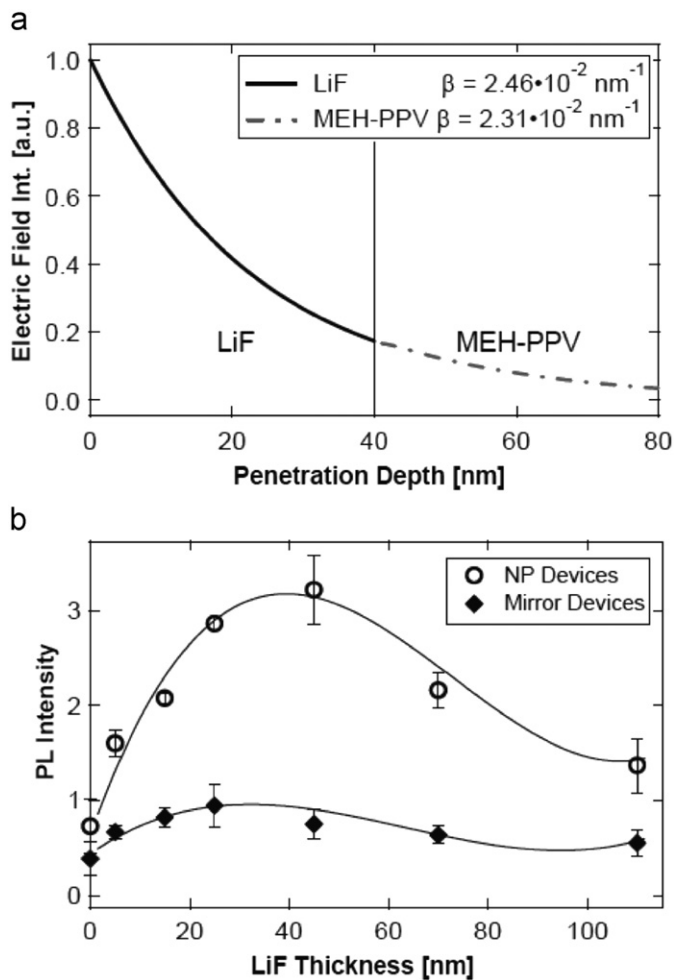 a
1.0
0.8
0.6
0.4
0.2
0.0
Electric Field Int. [a.u.]
LiF β = 2.46•10⁻² nm⁻¹
MEH-PPV β = 2.31•10⁻² nm⁻¹
LiF
MEH-PPV
0 20 40 60 80
Penetration Depth [nm]
b
3
2
1
0
PL Intensity
NP Devices
Mirror Devices
0 20 40 60 80 100
LiF Thickness [nm]